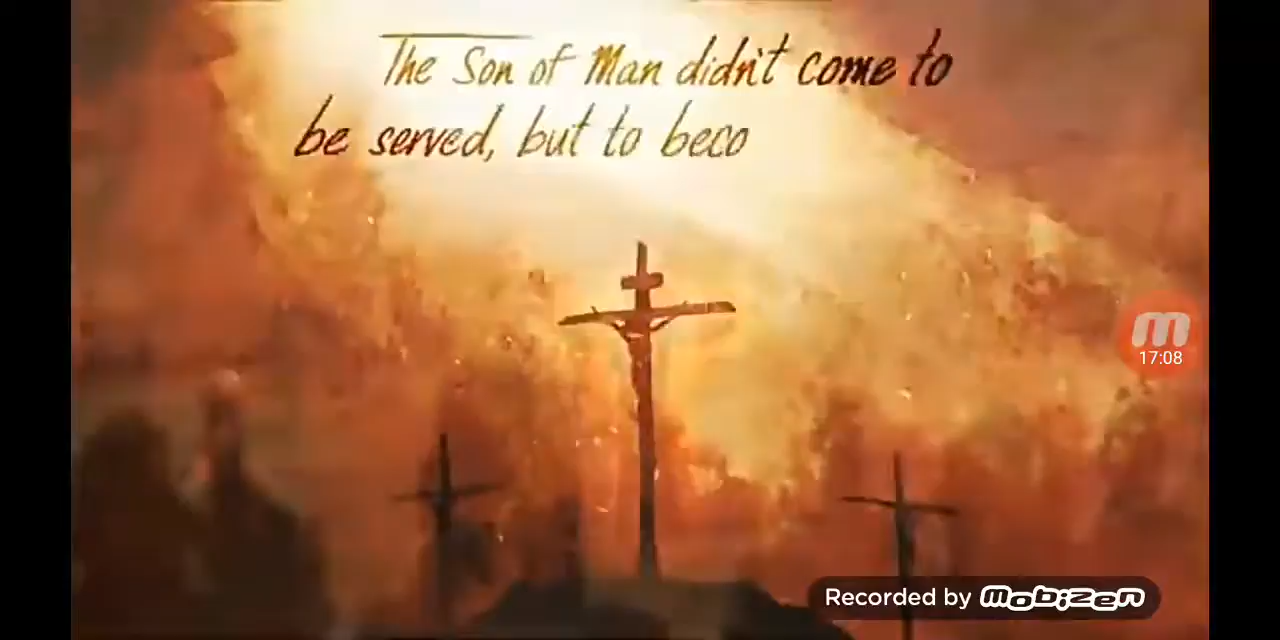 The Son of Man didn't come to
be served, but to beco
m
17:08
Recorded by mobizen